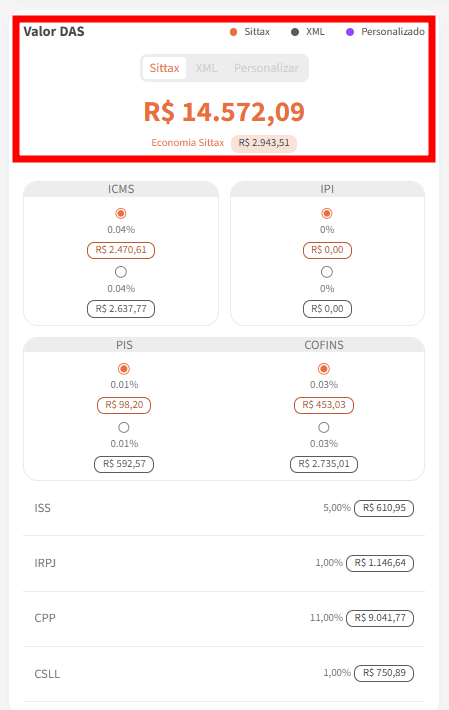 Valor DAS Sittax XML Personalizado
Sittax XML Personalizar
R$ 14.572,09
Economia Sittax R$ 2.943,51
ICMS IPI
0.04% 0%
R$ 2.470,61 R$ 0,00
0.04% 0%
R$ 2.637,77 R$ 0,00
PIS COFINS
0.01% 0.03%
R$ 98,20 R$ 453,03
0.01% 0.03%
R$ 592,57 R$ 2.735,01
ISS 5,00% R$ 610,95
IRPJ 1,00% R$ 1.146,64
CPP 11,00% R$ 9.041,77
CSLL 1,00% R$ 750,89